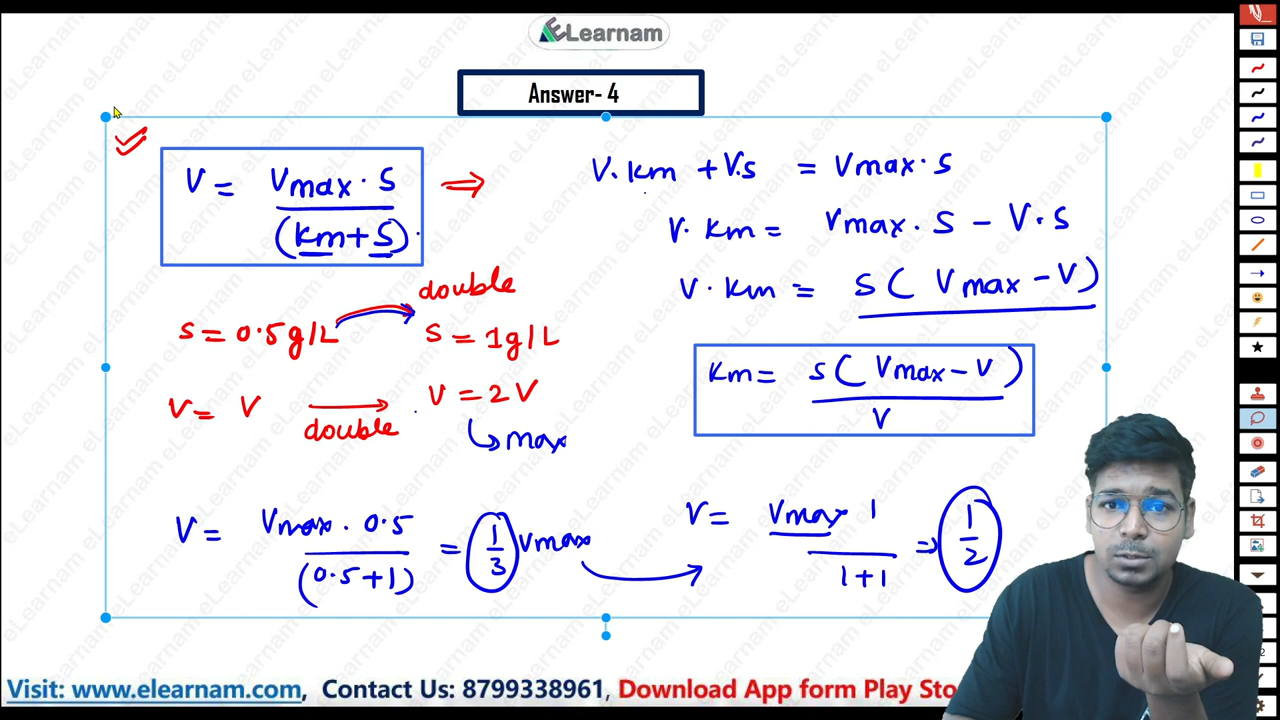 ELearnam
Answer- 4
V = Vmax · S / (km + S) ·
⇒
V·km + V·s = Vmax · S
V· km = Vmax · S − V · S
V · km = S ( Vmax − V )
double
S = 0.5g/L
S = 1g/L
km = S ( Vmax − V ) / V
V = V
double
V = 2V
max
V = Vmax . 0.5 / (0.5 + 1) = 1/3 Vmax
V = Vmax · 1 / 1 + 1 ⇒ 1/2
Visit: www.elearnam.com, Contact Us: 8799338961, Download App form Play Sto